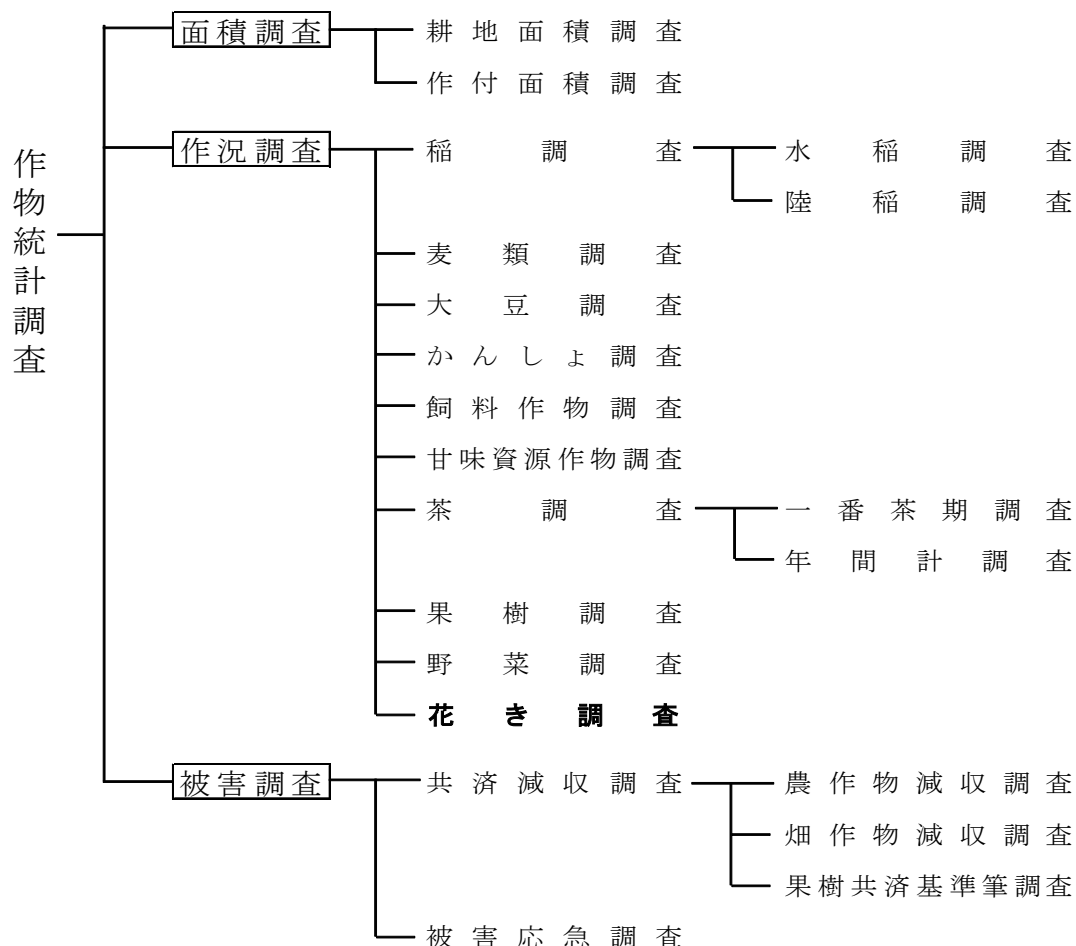 作物統計調査
面積調査
耕地面積調査
作付面積調査
作況調査
稲調査
水稲調査
陸稲調査
麦類調査
大豆調査
かんしょ調査
飼料作物調査
甘味資源作物調査
茶調査
一番茶期調査
年間計調査
果樹調査
野菜調査
花き調査
被害調査
共済減収調査
農作物減収調査
畑作物減収調査
果樹共済基準筆調査
被害応急調査